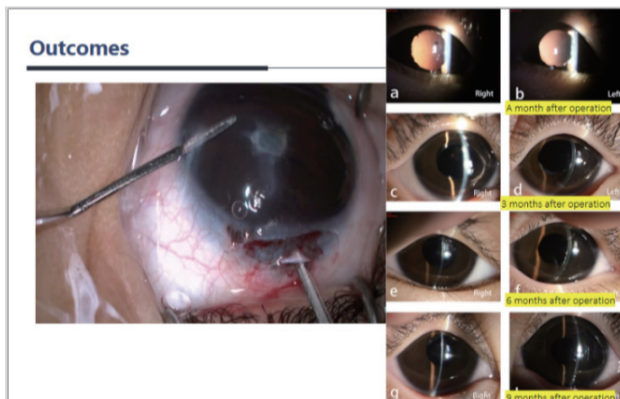 Outcomes
a Right
b Left
A month after operation
c Right
d Left
3 months after operation
e Right
f
6 months after operation
g Right
9 months after operation